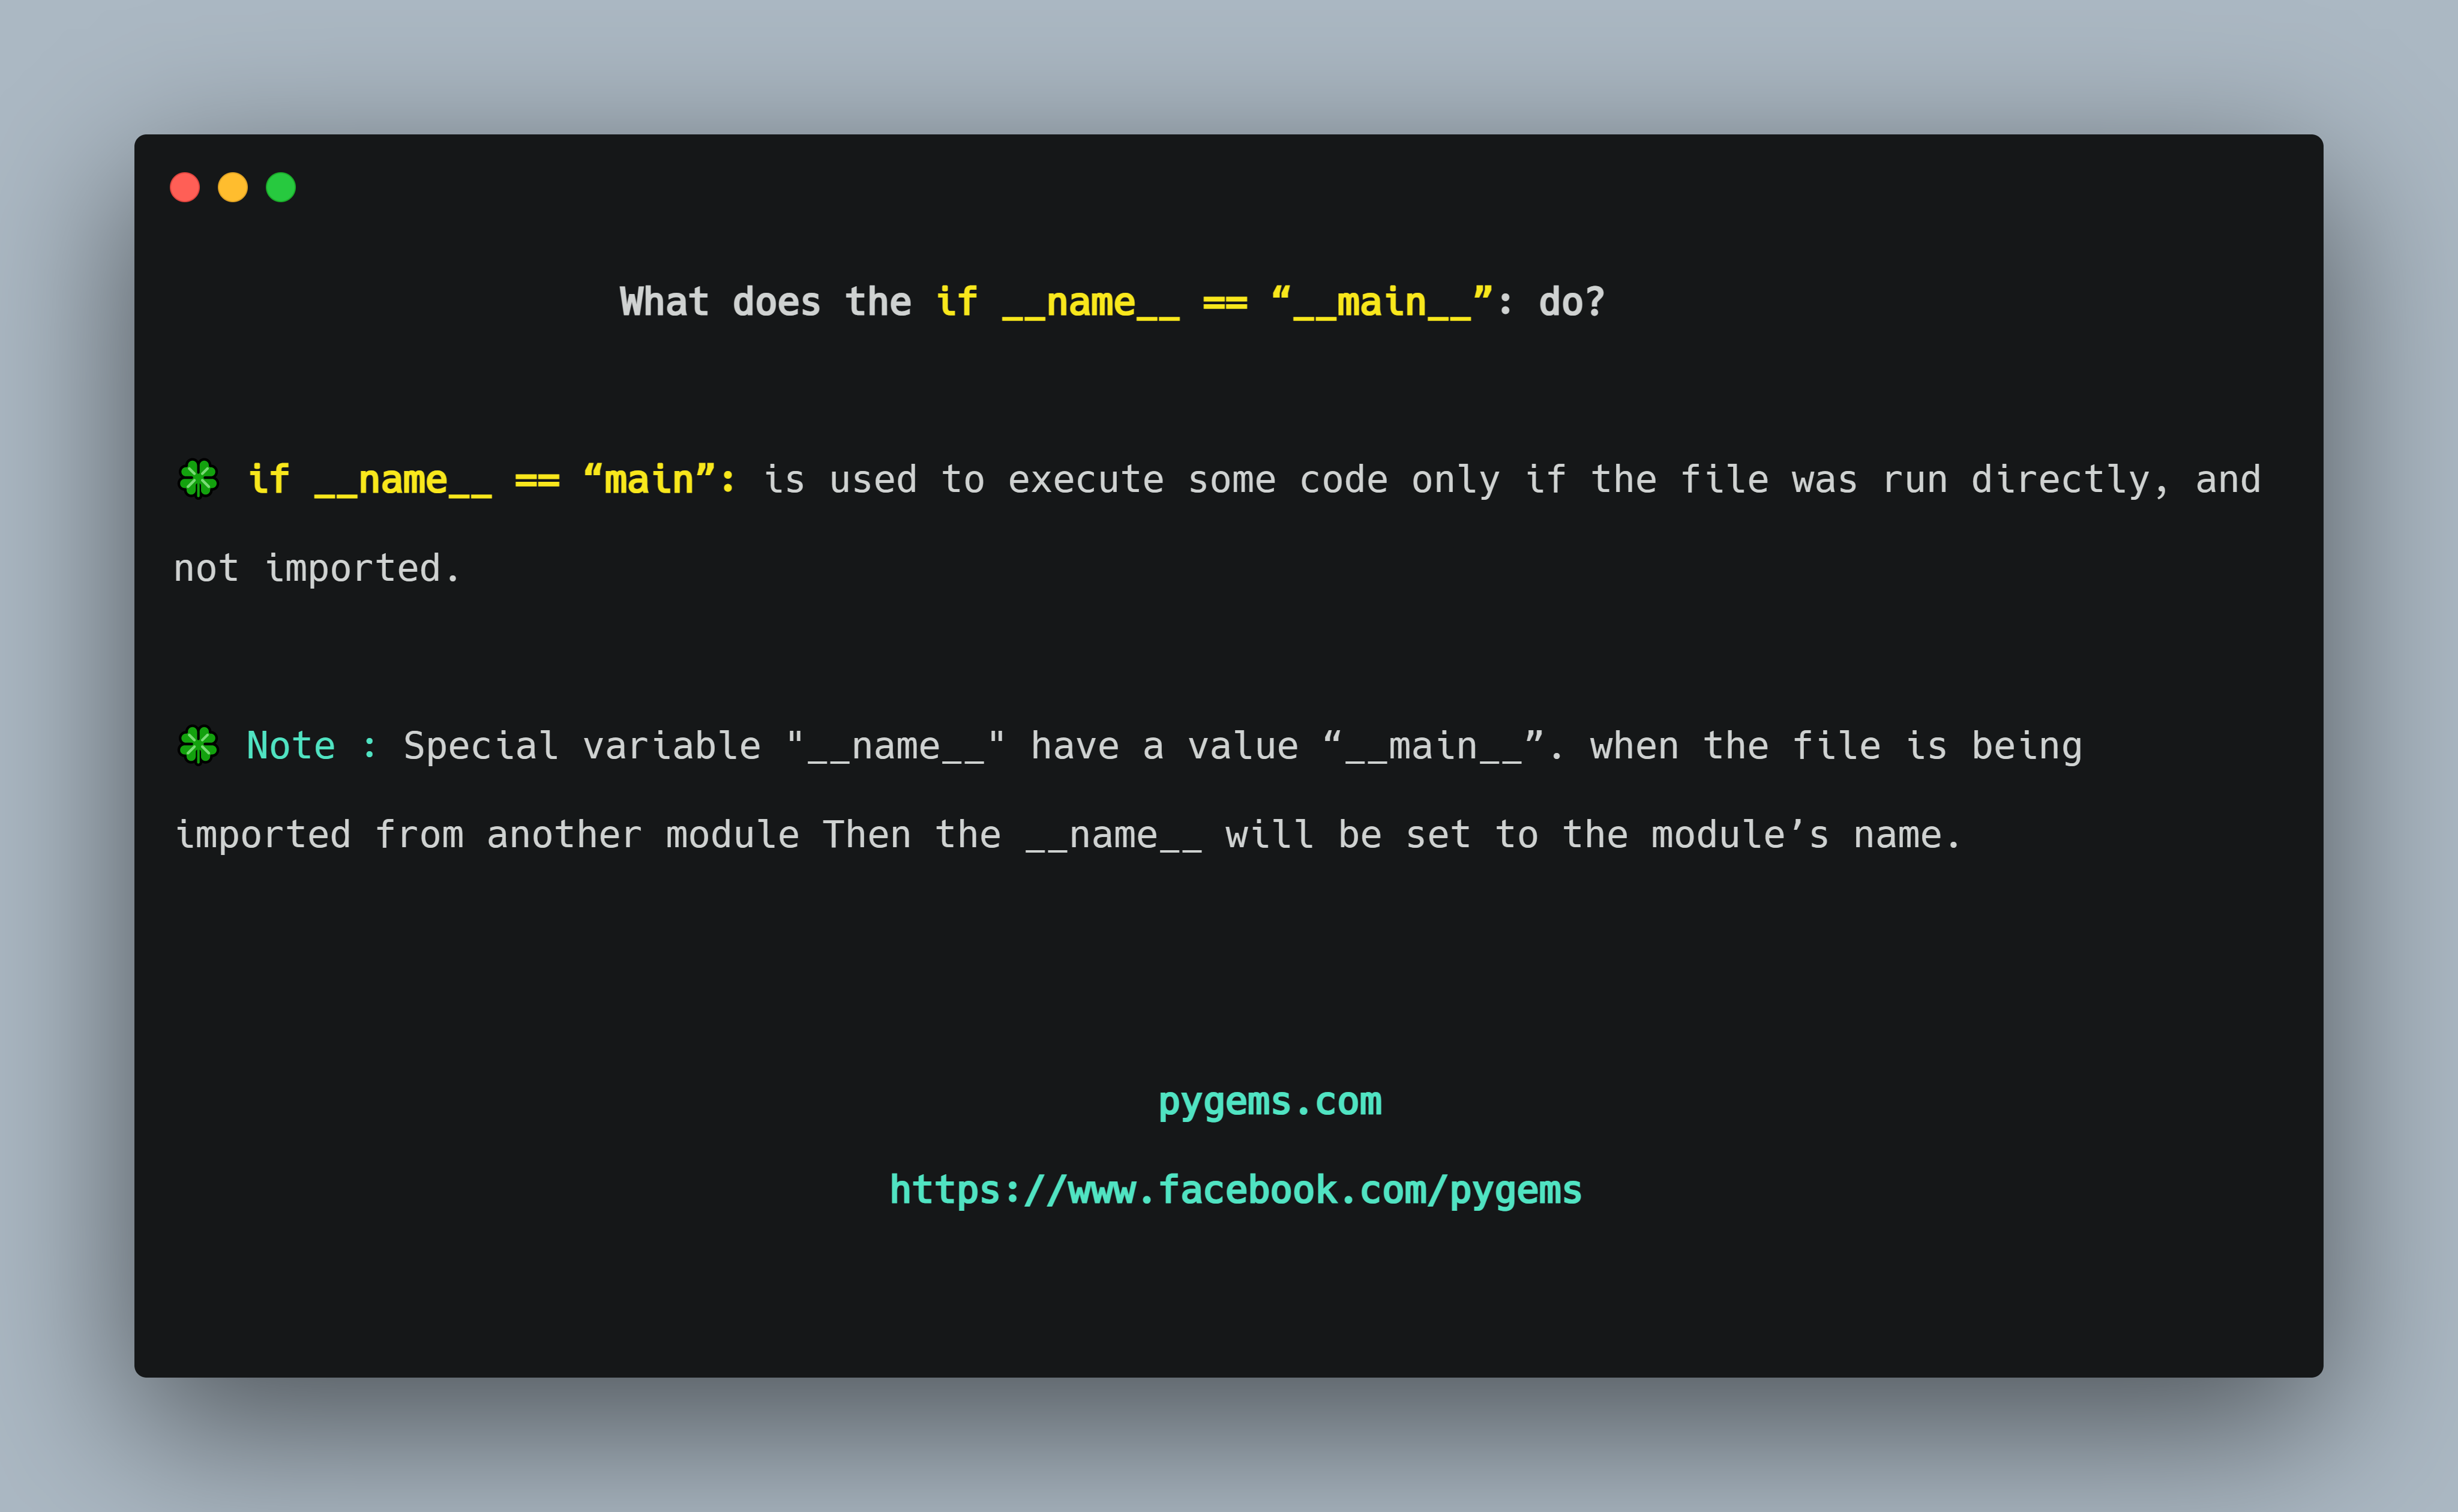 What does the if __name__ == “__main__”: do?
🍀 if __name__ == “main”: is used to execute some code only if the file was run directly, and
not imported.
🍀 Note : Special variable "__name__" have a value “__main__”. when the file is being
imported from another module Then the __name__ will be set to the module’s name.
pygems.com
https://www.facebook.com/pygems